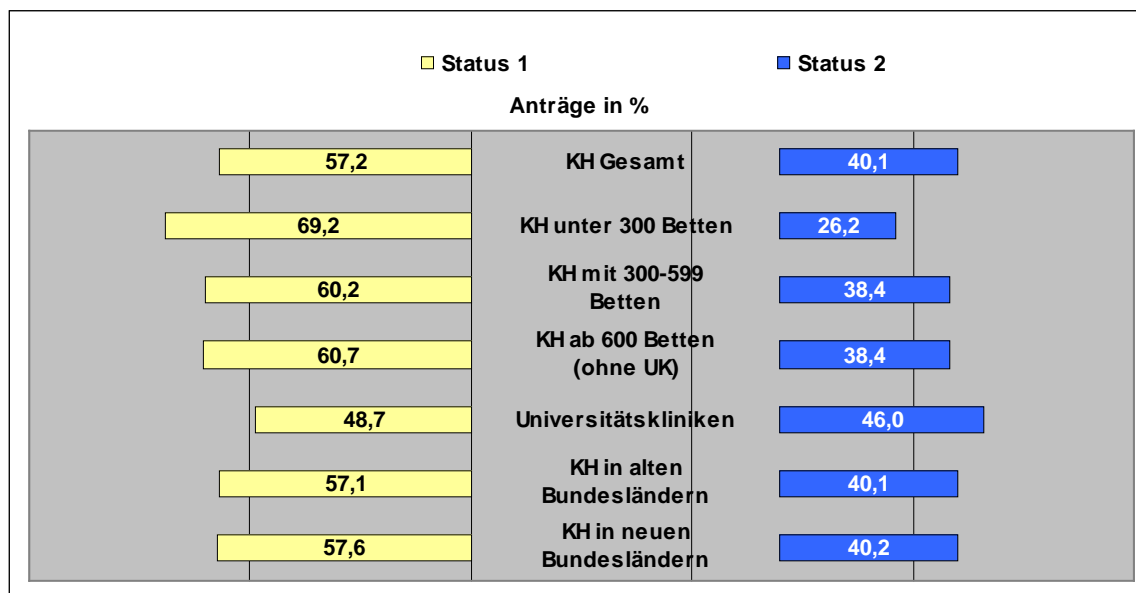 Status 1 Status 2
Anträge in %
57,2 KH Gesamt 40,1
69,2 KH unter 300 Betten 26,2
KH mit 300-599
60,2 Betten 38,4
KH ab 600 Betten
60,7 (ohne UK) 38,4
48,7 Universitätskliniken 46,0
KH in alten
57,1 Bundesländern 40,1
KH in neuen
57,6 Bundesländern 40,2